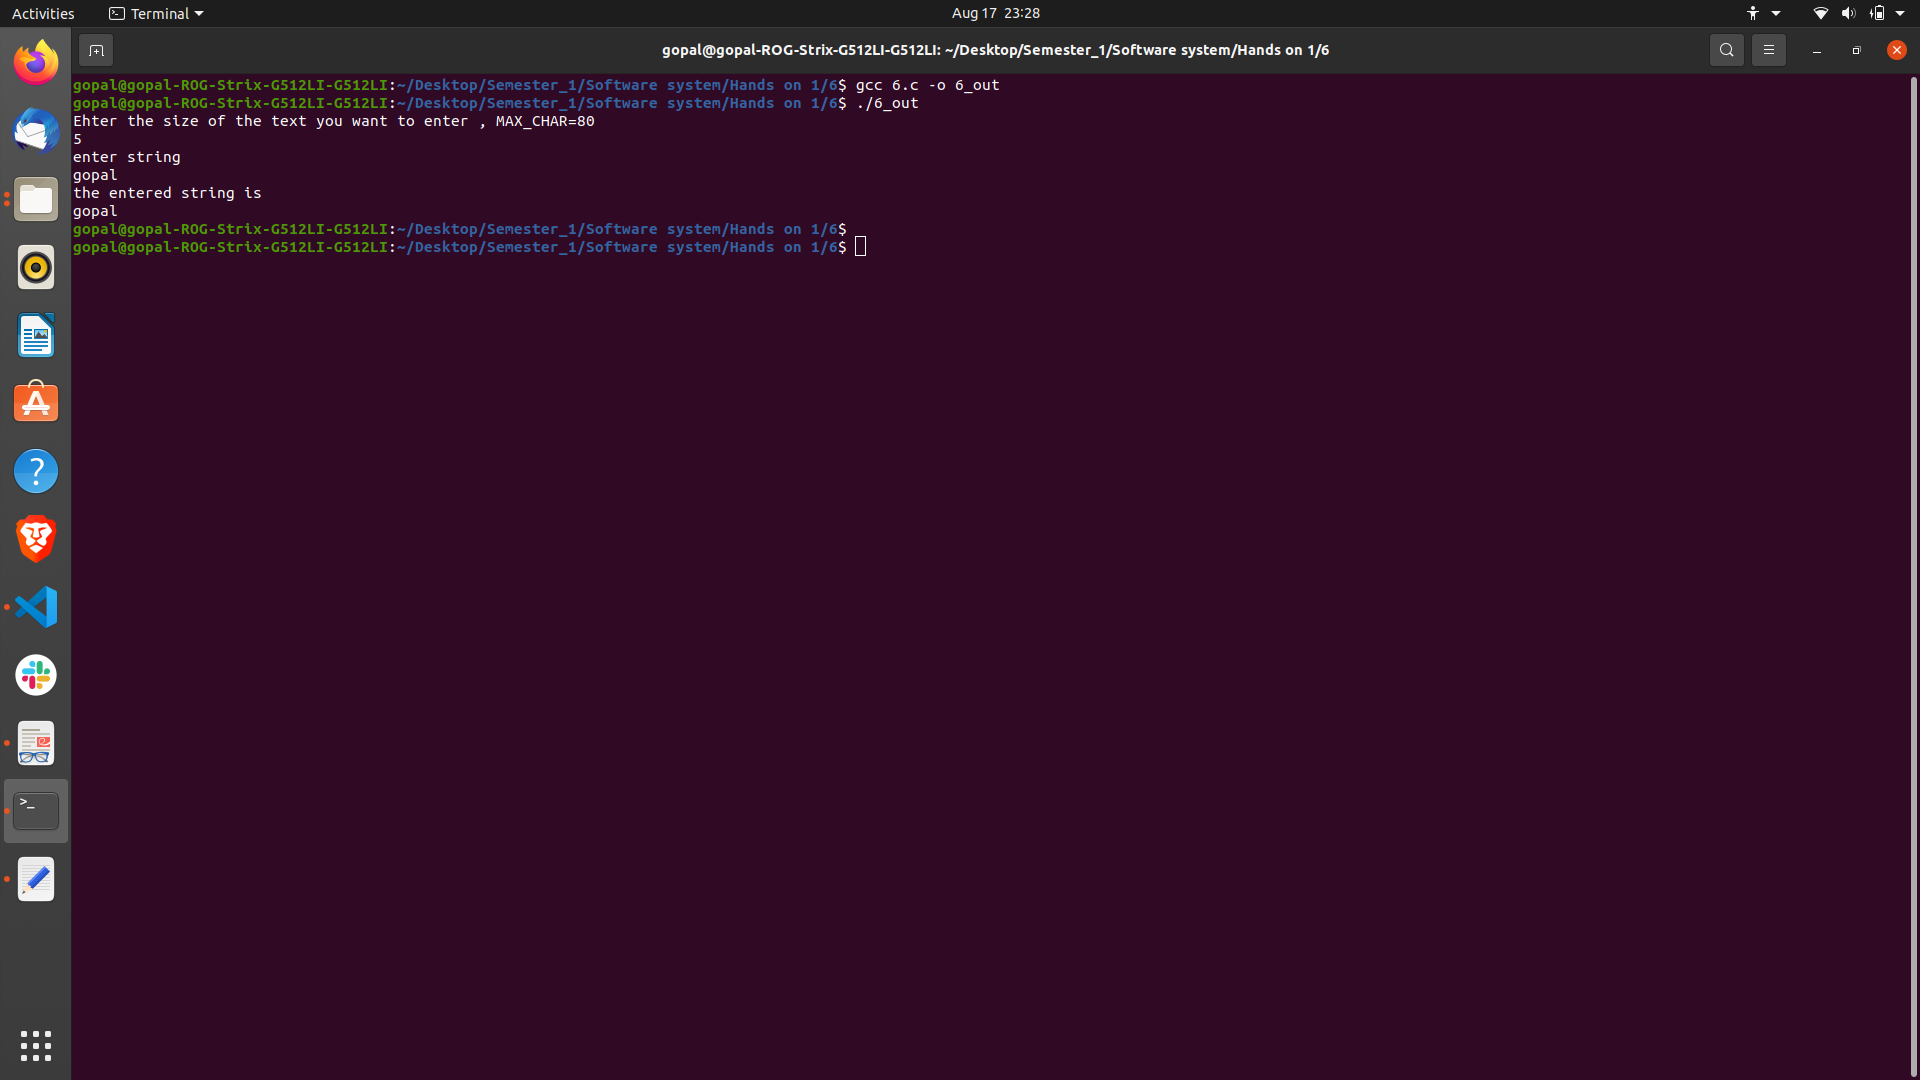 Activities
Terminal
Aug 17 23:28
gopal@gopal-ROG-Strix-G512LI-G512LI: ~/Desktop/Semester_1/Software system/Hands on 1/6
gopal@gopal-ROG-Strix-G512LI-G512LI:~/Desktop/Semester_1/Software system/Hands on 1/6$ gcc 6.c -o 6_out
gopal@gopal-ROG-Strix-G512LI-G512LI:~/Desktop/Semester_1/Software system/Hands on 1/6$ ./6_out
Ehter the size of the text you want to enter , MAX_CHAR=80
5
enter string
gopal
the entered string is
gopal
gopal@gopal-ROG-Strix-G512LI-G512LI:~/Desktop/Semester_1/Software system/Hands on 1/6$
gopal@gopal-ROG-Strix-G512LI-G512LI:~/Desktop/Semester_1/Software system/Hands on 1/6$